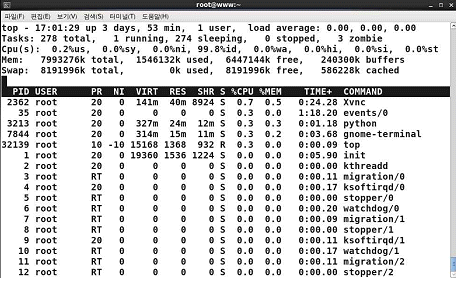 root@www:~
파일(F) 편집(E) 보기(V) 검색(S) 터미널(T) 도움말(H)
top - 17:01:29 up 3 days, 53 min,  1 user,  load average: 0.00, 0.00, 0.00
Tasks: 278 total,   1 running, 274 sleeping,   0 stopped,   3 zombie
Cpu(s):  0.2%us,  0.0%sy,  0.0%ni, 99.8%id,  0.0%wa,  0.0%hi,  0.0%si,  0.0%st
Mem:   7993276k total,  1546132k used,  6447144k free,   240300k buffers
Swap:  8191996k total,        0k used,  8191996k free,   586228k cached
PID USER      PR  NI  VIRT  RES  SHR S %CPU %MEM    TIME+  COMMAND
2362 root      20   0  141m  40m 8924 S  0.7  0.5   0:24.28 Xvnc
35 root      20   0     0    0    0 S  0.3  0.0   1:18.20 events/0
3213 root      20   0  327m  24m  12m S  0.3  0.3   0:01.18 python
7844 root      20   0  314m  15m  11m S  0.3  0.2   0:03.68 gnome-terminal
32139 root      10 -10 15168 1368  932 R  0.3  0.0   0:00.09 top
1 root      20   0 19360 1536 1224 S  0.0  0.0   0:05.90 init
2 root      20   0     0    0    0 S  0.0  0.0   0:00.00 kthreadd
3 root      RT   0     0    0    0 S  0.0  0.0   0:00.11 migration/0
4 root      20   0     0    0    0 S  0.0  0.0   0:00.17 ksoftirqd/0
5 root      RT   0     0    0    0 S  0.0  0.0   0:00.00 stopper/0
6 root      RT   0     0    0    0 S  0.0  0.0   0:00.20 watchdog/0
7 root      RT   0     0    0    0 S  0.0  0.0   0:00.09 migration/1
8 root      RT   0     0    0    0 S  0.0  0.0   0:00.00 stopper/1
9 root      20   0     0    0    0 S  0.0  0.0   0:00.11 ksoftirqd/1
10 root      RT   0     0    0    0 S  0.0  0.0   0:00.17 watchdog/1
11 root      RT   0     0    0    0 S  0.0  0.0   0:00.11 migration/2
12 root      RT   0     0    0    0 S  0.0  0.0   0:00.00 stopper/2